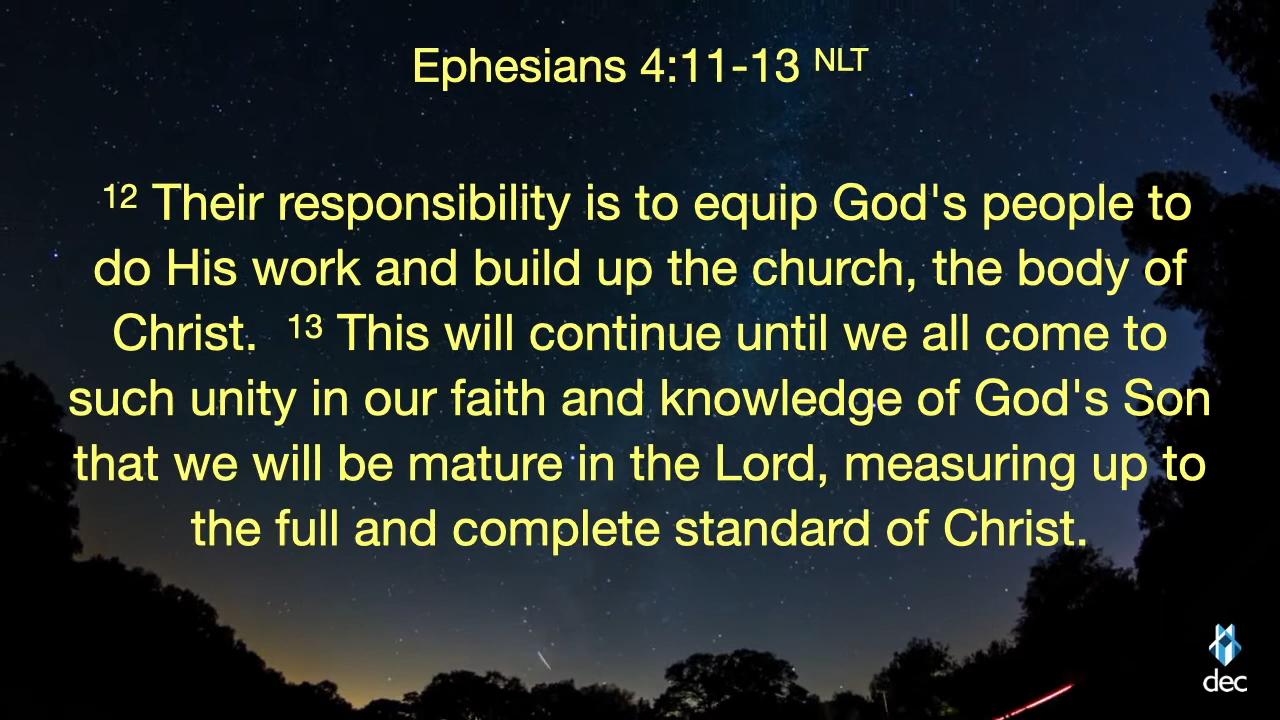 Ephesians 4:11-13 NLT
12 Their responsibility is to equip God's people to
do His work and build up the church, the body of
Christ.  13 This will continue until we all come to
such unity in our faith and knowledge of God's Son
that we will be mature in the Lord, measuring up to
the full and complete standard of Christ.
dec